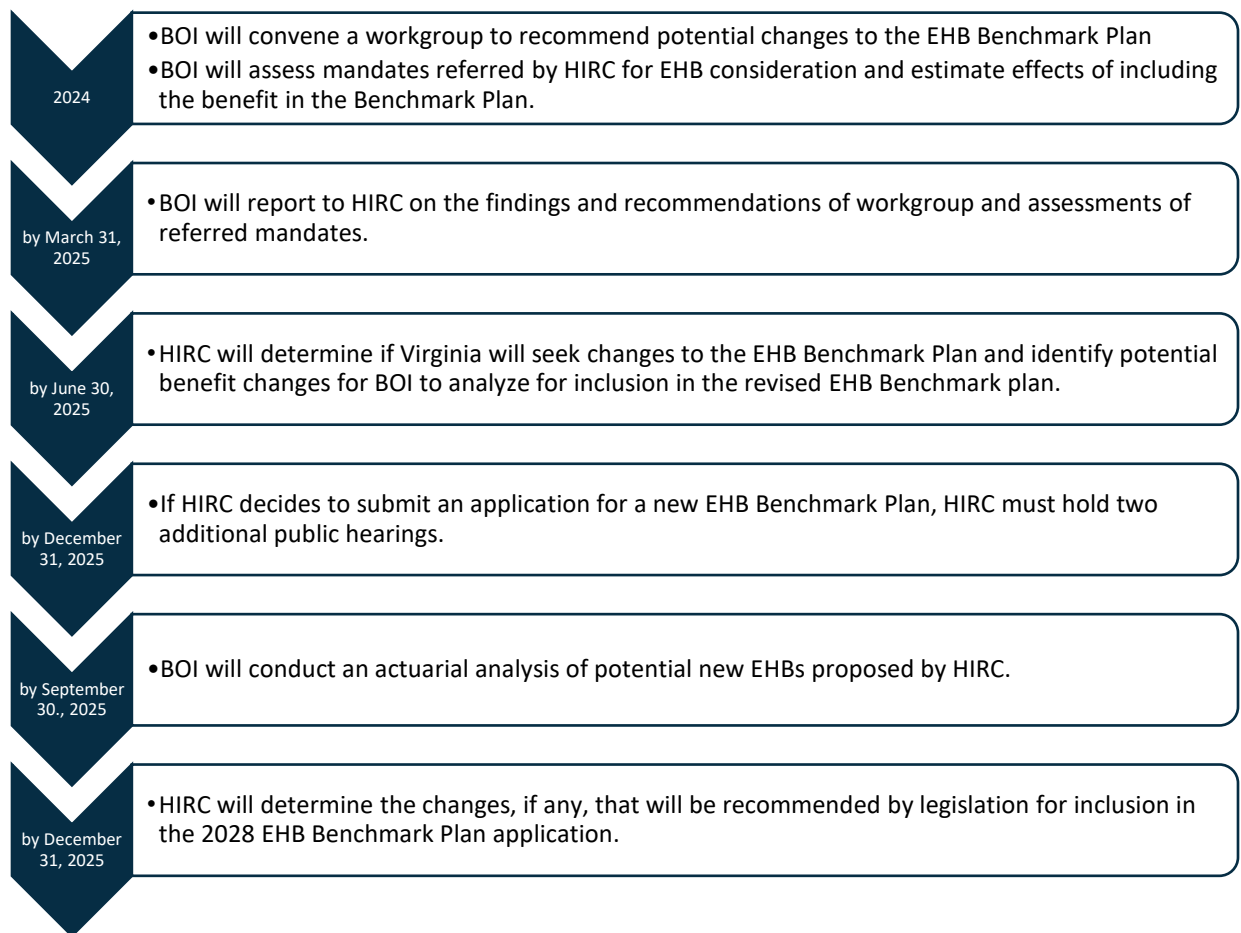 2024
•BOI will convene a workgroup to recommend potential changes to the EHB Benchmark Plan
•BOI will assess mandates referred by HIRC for EHB consideration and estimate effects of including
the benefit in the Benchmark Plan.
by March 31,
2025
•BOI will report to HIRC on the findings and recommendations of workgroup and assessments of
referred mandates.
by June 30,
2025
•HIRC will determine if Virginia will seek changes to the EHB Benchmark Plan and identify potential
benefit changes for BOI to analyze for inclusion in the revised EHB Benchmark plan.
by December
31, 2025
•If HIRC decides to submit an application for a new EHB Benchmark Plan, HIRC must hold two
additional public hearings.
by September
30., 2025
•BOI will conduct an actuarial analysis of potential new EHBs proposed by HIRC.
by December
31, 2025
•HIRC will determine the changes, if any, that will be recommended by legislation for inclusion in
the 2028 EHB Benchmark Plan application.